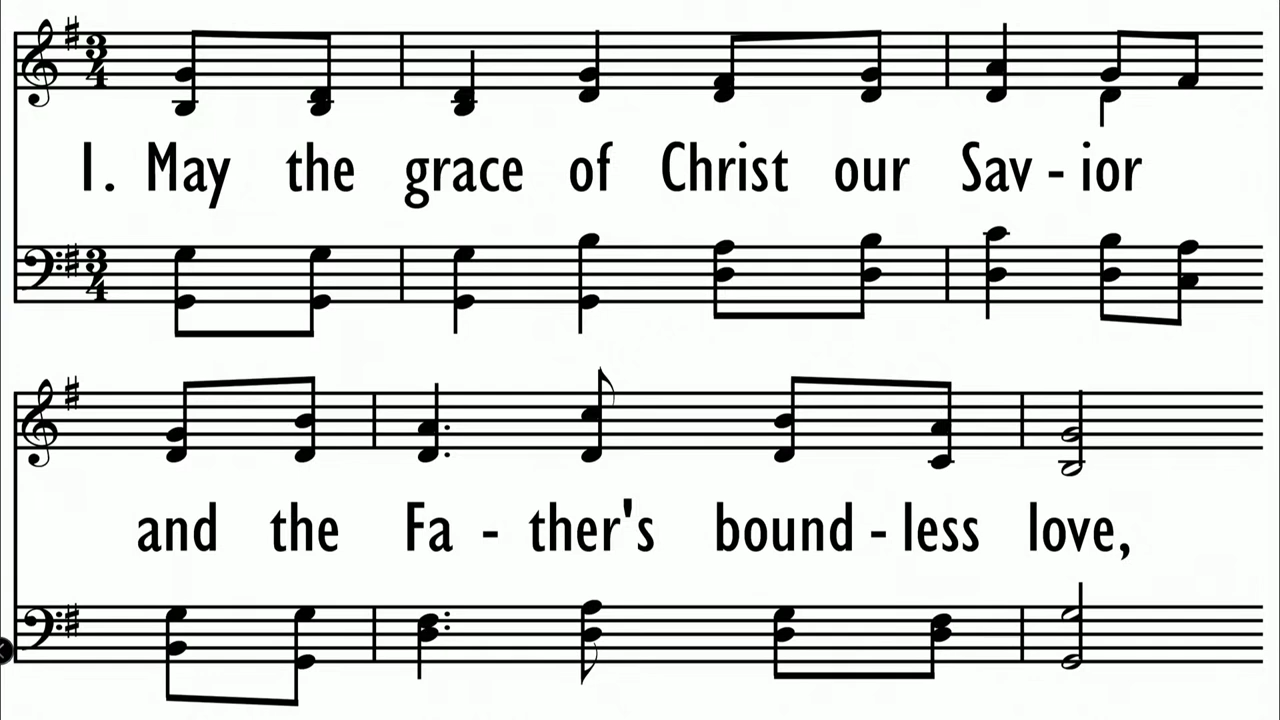 1. May the grace of Christ our Sav - ior
and the Fa - ther's bound - less love,